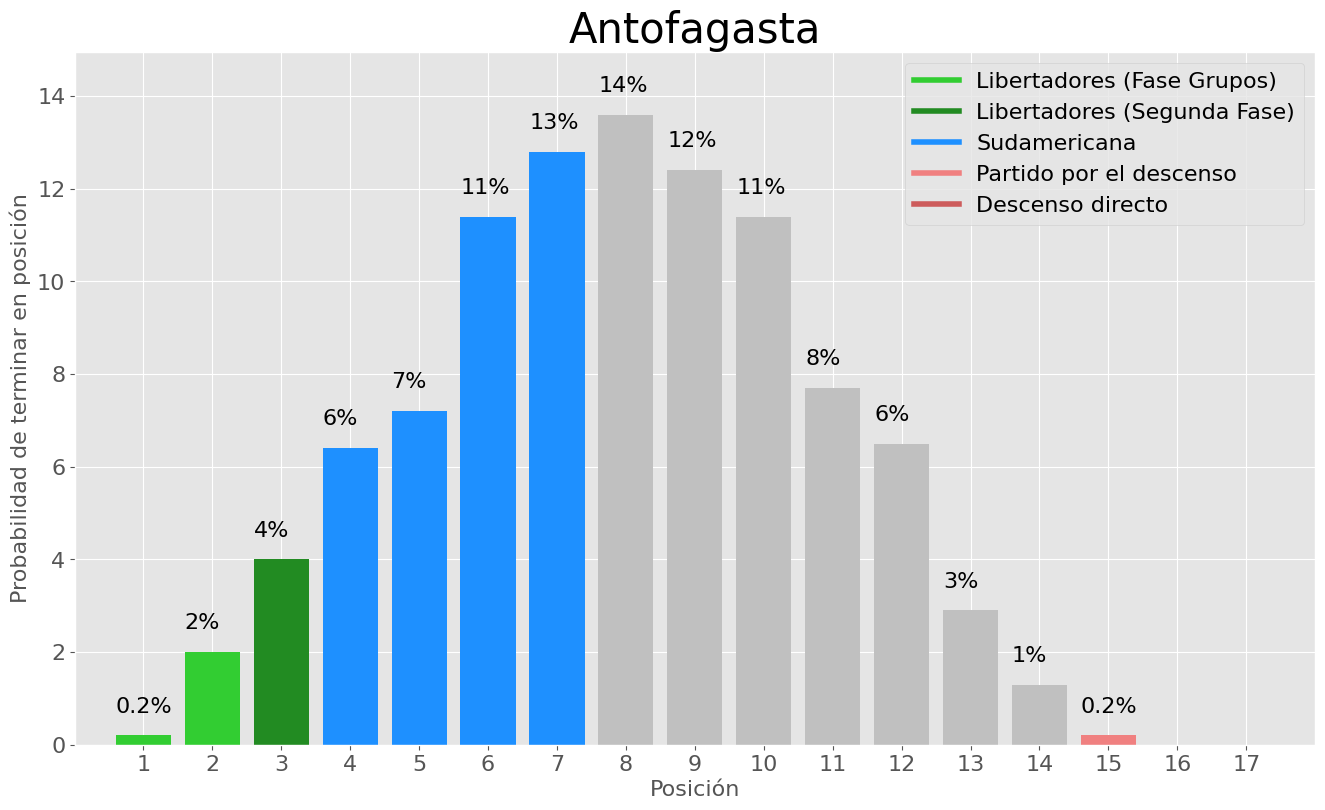 Antofagasta
Libertadores (Fase Grupos)
Libertadores (Segunda Fase)
Sudamericana
Partido por el descenso
Descenso directo
Probabilidad de terminar en posición
14
12
10
8
6
4
2
0
0.2%
2%
4%
6%
7%
11%
13%
14%
12%
11%
8%
6%
3%
1%
0.2%
1 2 3 4 5 6 7 8 9 10 11 12 13 14 15 16 17
Posición